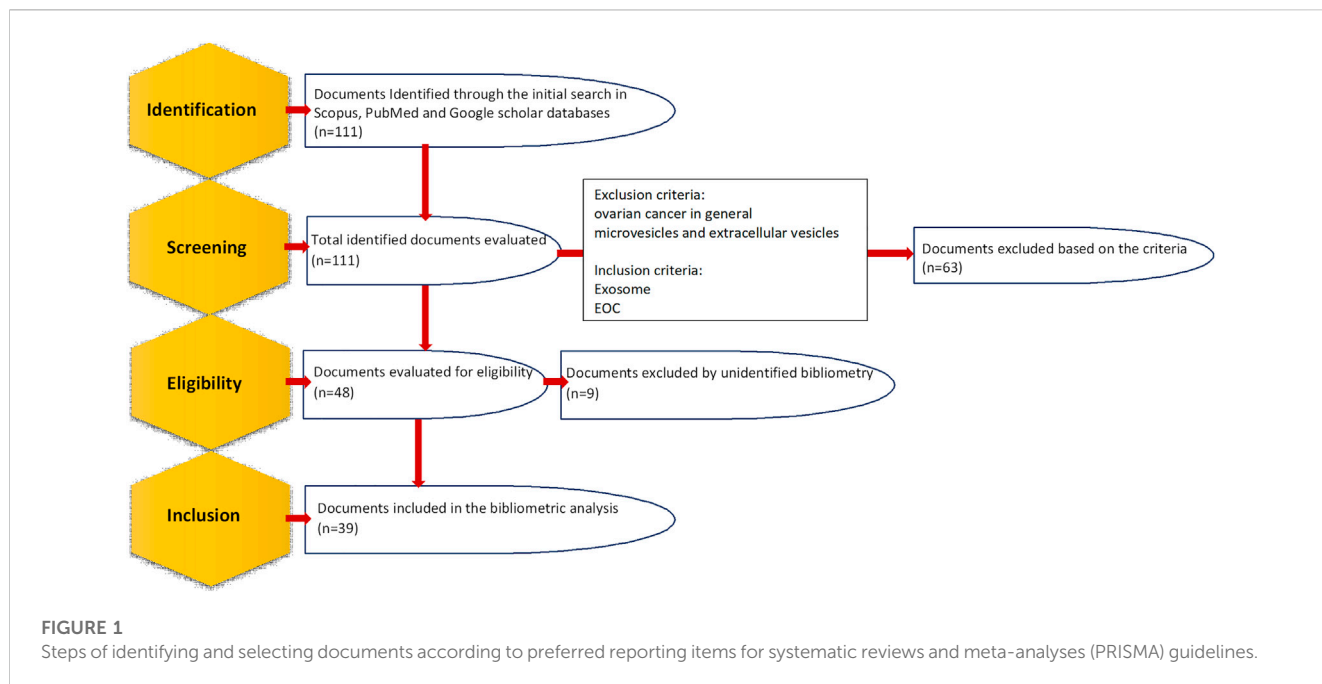 Identification
Documents Identified through the initial search in
Scopus, PubMed and Google scholar databases
(n=111)
Screening
Total identified documents evaluated
(n=111)
Exclusion criteria:
ovarian cancer in general
microvesicles and extracellular vesicles
Inclusion criteria:
Exosome
EOC
Documents excluded based on the criteria
(n=63)
Eligibility
Documents evaluated for eligibility
(n=48)
Documents excluded by unidentified bibliometry
(n=9)
Inclusion
Documents included in the bibliometric analysis
(n=39)
FIGURE 1
Steps of identifying and selecting documents according to preferred reporting items for systematic reviews and meta-analyses (PRISMA) guidelines.